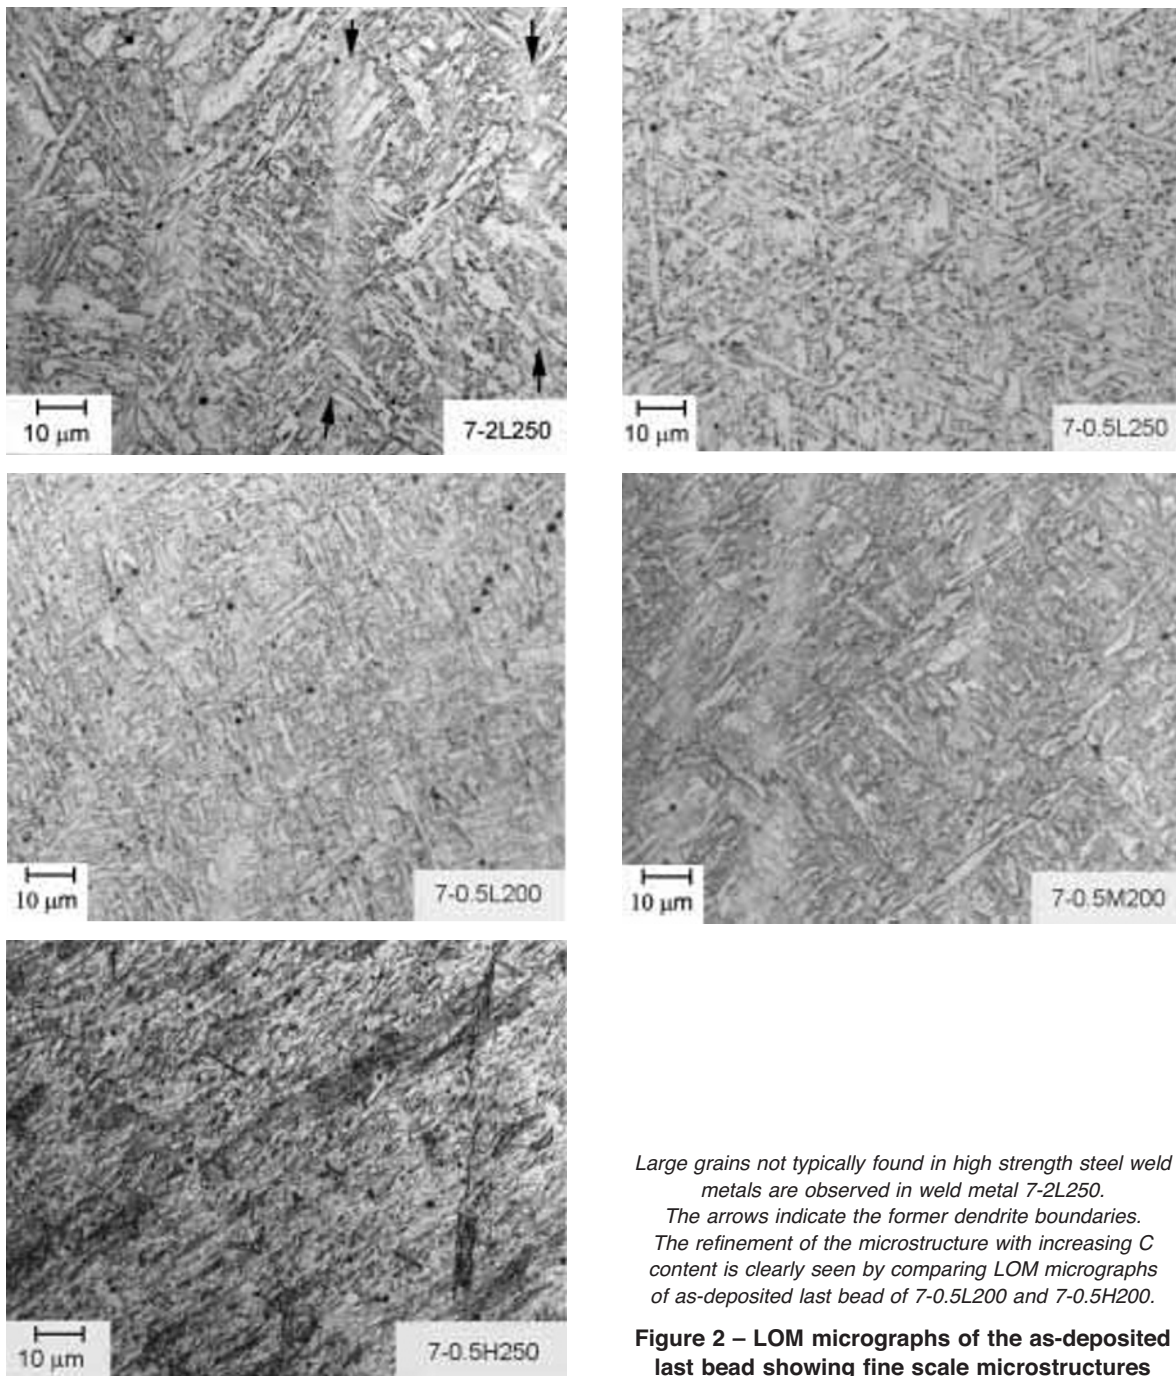 10 μm
7-2L250
10 μm
7-0.5L250
10 μm
7-0.5L200
10 μm
7-0.5M200
10 μm
7-0.5H250
Large grains not typically found in high strength steel weld
metals are observed in weld metal 7-2L250.
The arrows indicate the former dendrite boundaries.
The refinement of the microstructure with increasing C
content is clearly seen by comparing LOM micrographs
of as-deposited last bead of 7-0.5L200 and 7-0.5H200.
Figure 2 – LOM micrographs of the as-deposited
last bead showing fine scale microstructures